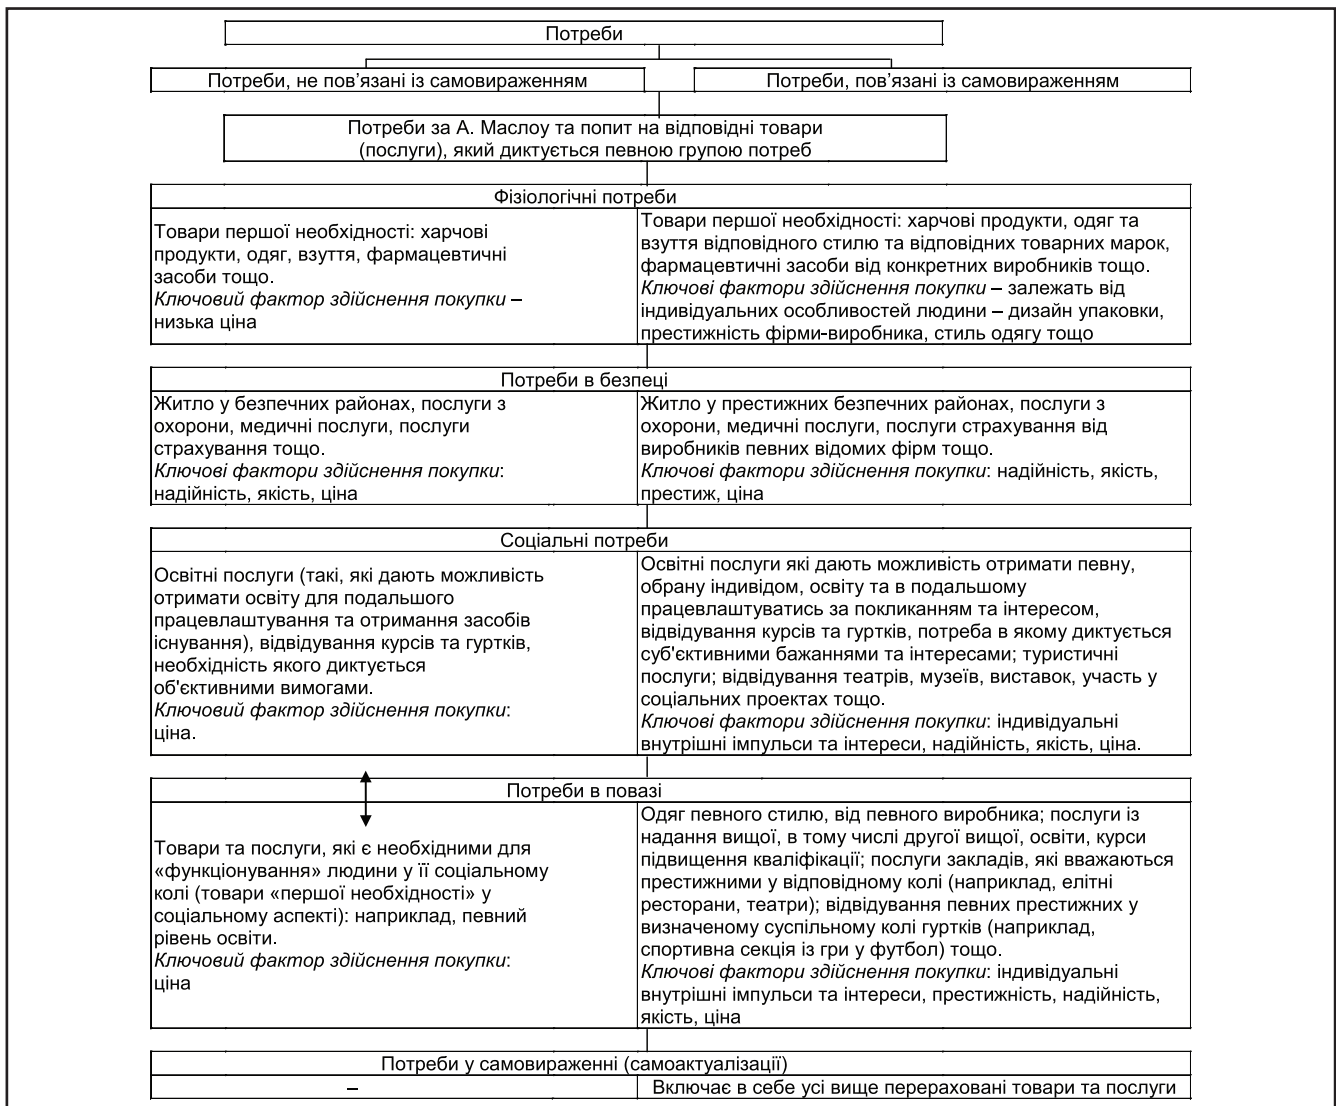 Потреби
Потреби, не пов’язані із самовираженням
Потреби, пов’язані із самовираженням
Потреби за А. Маслоу та попит на відповідні товари
(послуги), який диктується певною групою потреб
Фізіологічні потреби
Товари першої необхідності: харчові
продукти, одяг, взуття, фармацевтичні
засоби тощо.
Ключовий фактор здійснення покупки –
низька ціна
Товари першої необхідності: харчові продукти, одяг та
взуття відповідного стилю та відповідних товарних марок,
фармацевтичні засоби від конкретних виробників тощо.
Ключові фактори здійснення покупки – залежать від
індивідуальних особливостей людини – дизайн упаковки,
престижність фірми-виробника, стиль одягу тощо
Потреби в безпеці
Житло у безпечних районах, послуги з
охорони, медичні послуги, послуги
страхування тощо.
Ключові фактори здійснення покупки:
надійність, якість, ціна
Житло у престижних безпечних районах, послуги з
охорони, медичні послуги, послуги страхування від
виробників певних відомих фірм тощо.
Ключові фактори здійснення покупки: надійність, якість,
престиж, ціна
Соціальні потреби
Освітні послуги (такі, які дають можливість
отримати освіту для подальшого
працевлаштування та отримання засобів
існування), відвідування курсів та гуртків,
необхідність якого диктується
об'єктивними вимогами.
Ключовий фактор здійснення покупки:
ціна.
Освітні послуги які дають можливість отримати певну,
обрану індивідом, освіту та в подальшому
працевлаштуватись за покликанням та інтересом,
відвідування курсів та гуртків, потреба в якому диктується
суб'єктивними бажаннями та інтересами; туристичні
послуги; відвідування театрів, музеїв, виставок, участь у
соціальних проектах тощо.
Ключові фактори здійснення покупки: індивідуальні
внутрішні імпульси та інтереси, надійність, якість, ціна.
Потреби в повазі
Товари та послуги, які є необхідними для
«функціонування» людини у її соціальному
колі (товари «першої необхідності» у
соціальному аспекті): наприклад, певний
рівень освіти.
Ключовий фактор здійснення покупки:
ціна
Одяг певного стилю, від певного виробника; послуги із
надання вищої, в тому числі другої вищої, освіти, курси
підвищення кваліфікації; послуги закладів, які вважаються
престижними у відповідному колі (наприклад, елітні
ресторани, театри); відвідування певних престижних у
визначеному суспільному колі гуртків (наприклад,
спортивна секція із гри у футбол) тощо.
Ключові фактори здійснення покупки: індивідуальні
внутрішні імпульси та інтереси, престижність, надійність,
якість, ціна
Потреби у самовираженні (самоактуалізації)
–
Включає в себе усі вище перераховані товари та послуги